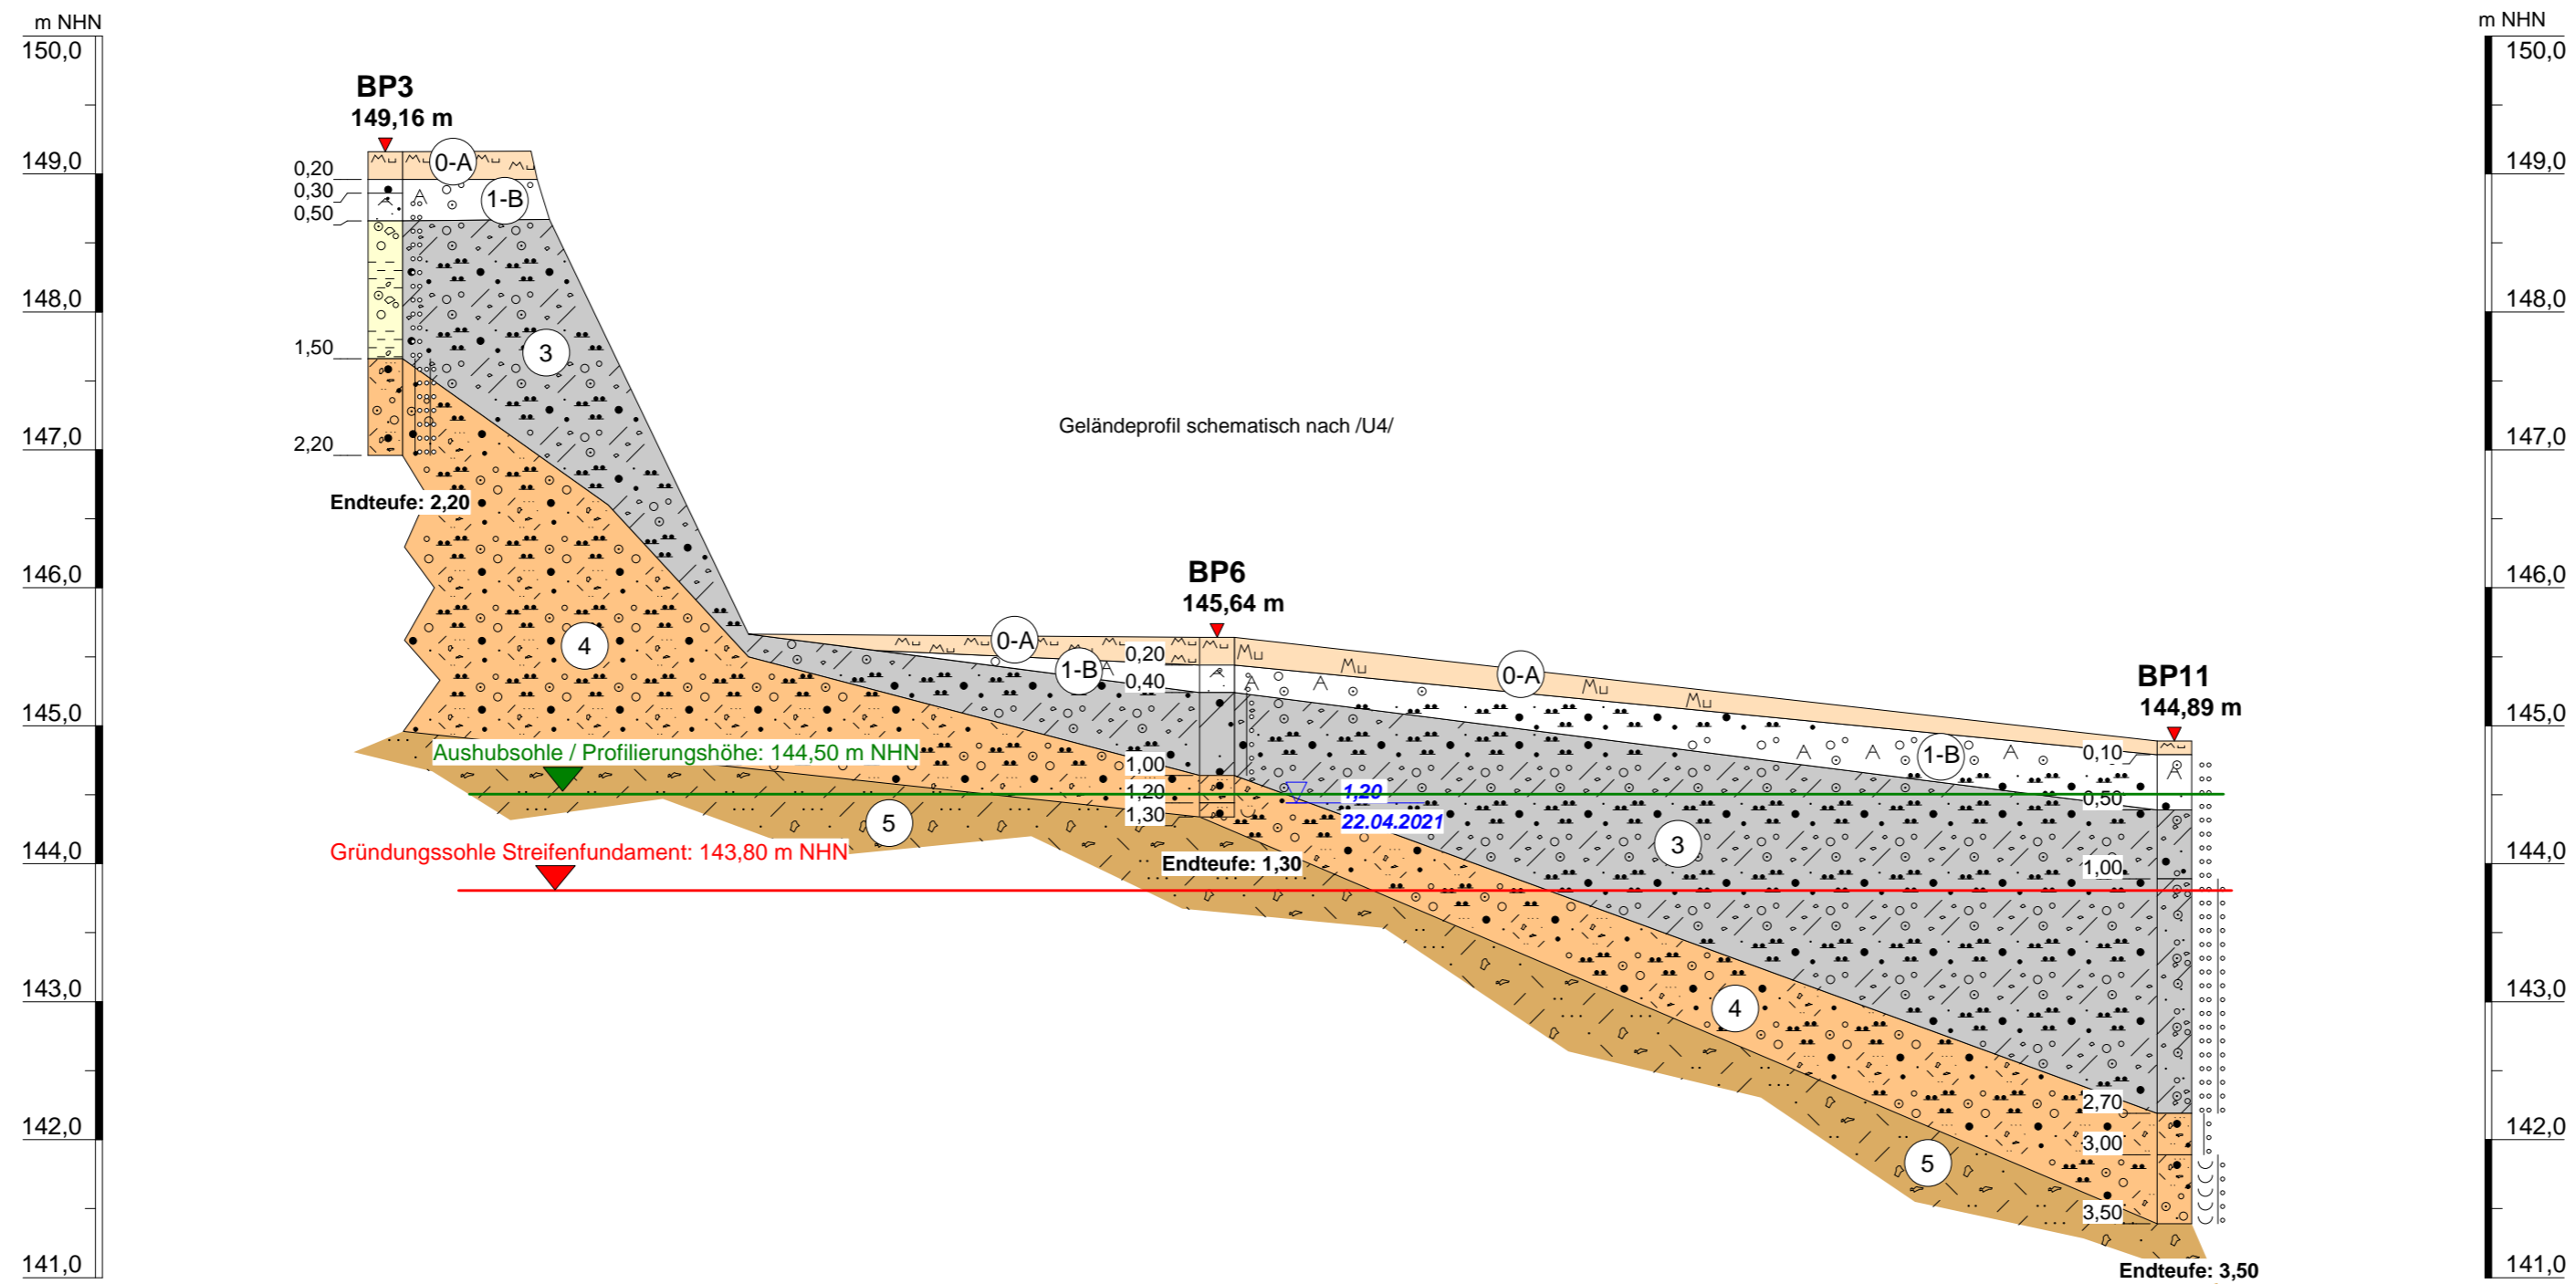 m NHN
150,0
149,0
148,0
147,0
146,0
145,0
144,0
143,0
142,0
141,0
BP3
149,16 m
0,20
0,30
0,50
1,50
2,20
Endteufe: 2,20
0-A
1-B
3
4
Geländeprofil schematisch nach /U4/
BP6
145,64 m
0-A
1-B
0,20
0,40
1,00
1,20
1,30
Endteufe: 1,30
1,20
22.04.2021
Aushubsohle / Profilierungshöhe: 144,50 m NHN
5
Gründungssohle Streifenfundament: 143,80 m NHN
0-A
1-B
3
4
5
BP11
144,89 m
0,10
0,50
1,00
2,70
3,00
3,50
Endteufe: 3,50
m NHN
150,0
149,0
148,0
147,0
146,0
145,0
144,0
143,0
142,0
141,0